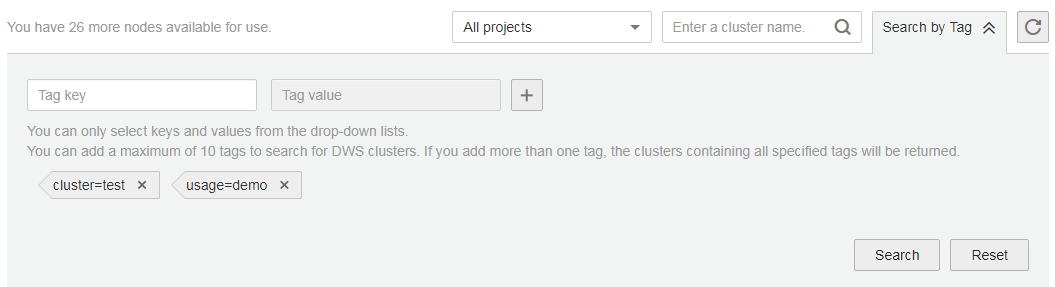 You have 26 more nodes available for use. All projects Enter a cluster name. Search by Tag
Tag key Tag value
You can only select keys and values from the drop-down lists.
You can add a maximum of 10 tags to search for DWS clusters. If you add more than one tag, the clusters containing all specified tags will be returned.
cluster=test usage=demo
Search Reset